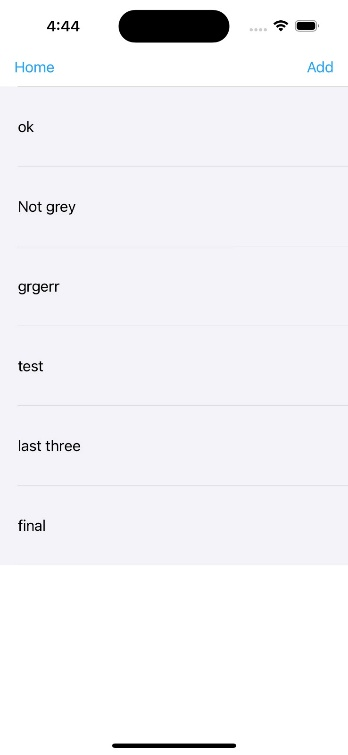 4:44
Home
Add
ok
Not grey
grgerr
test
last three
final